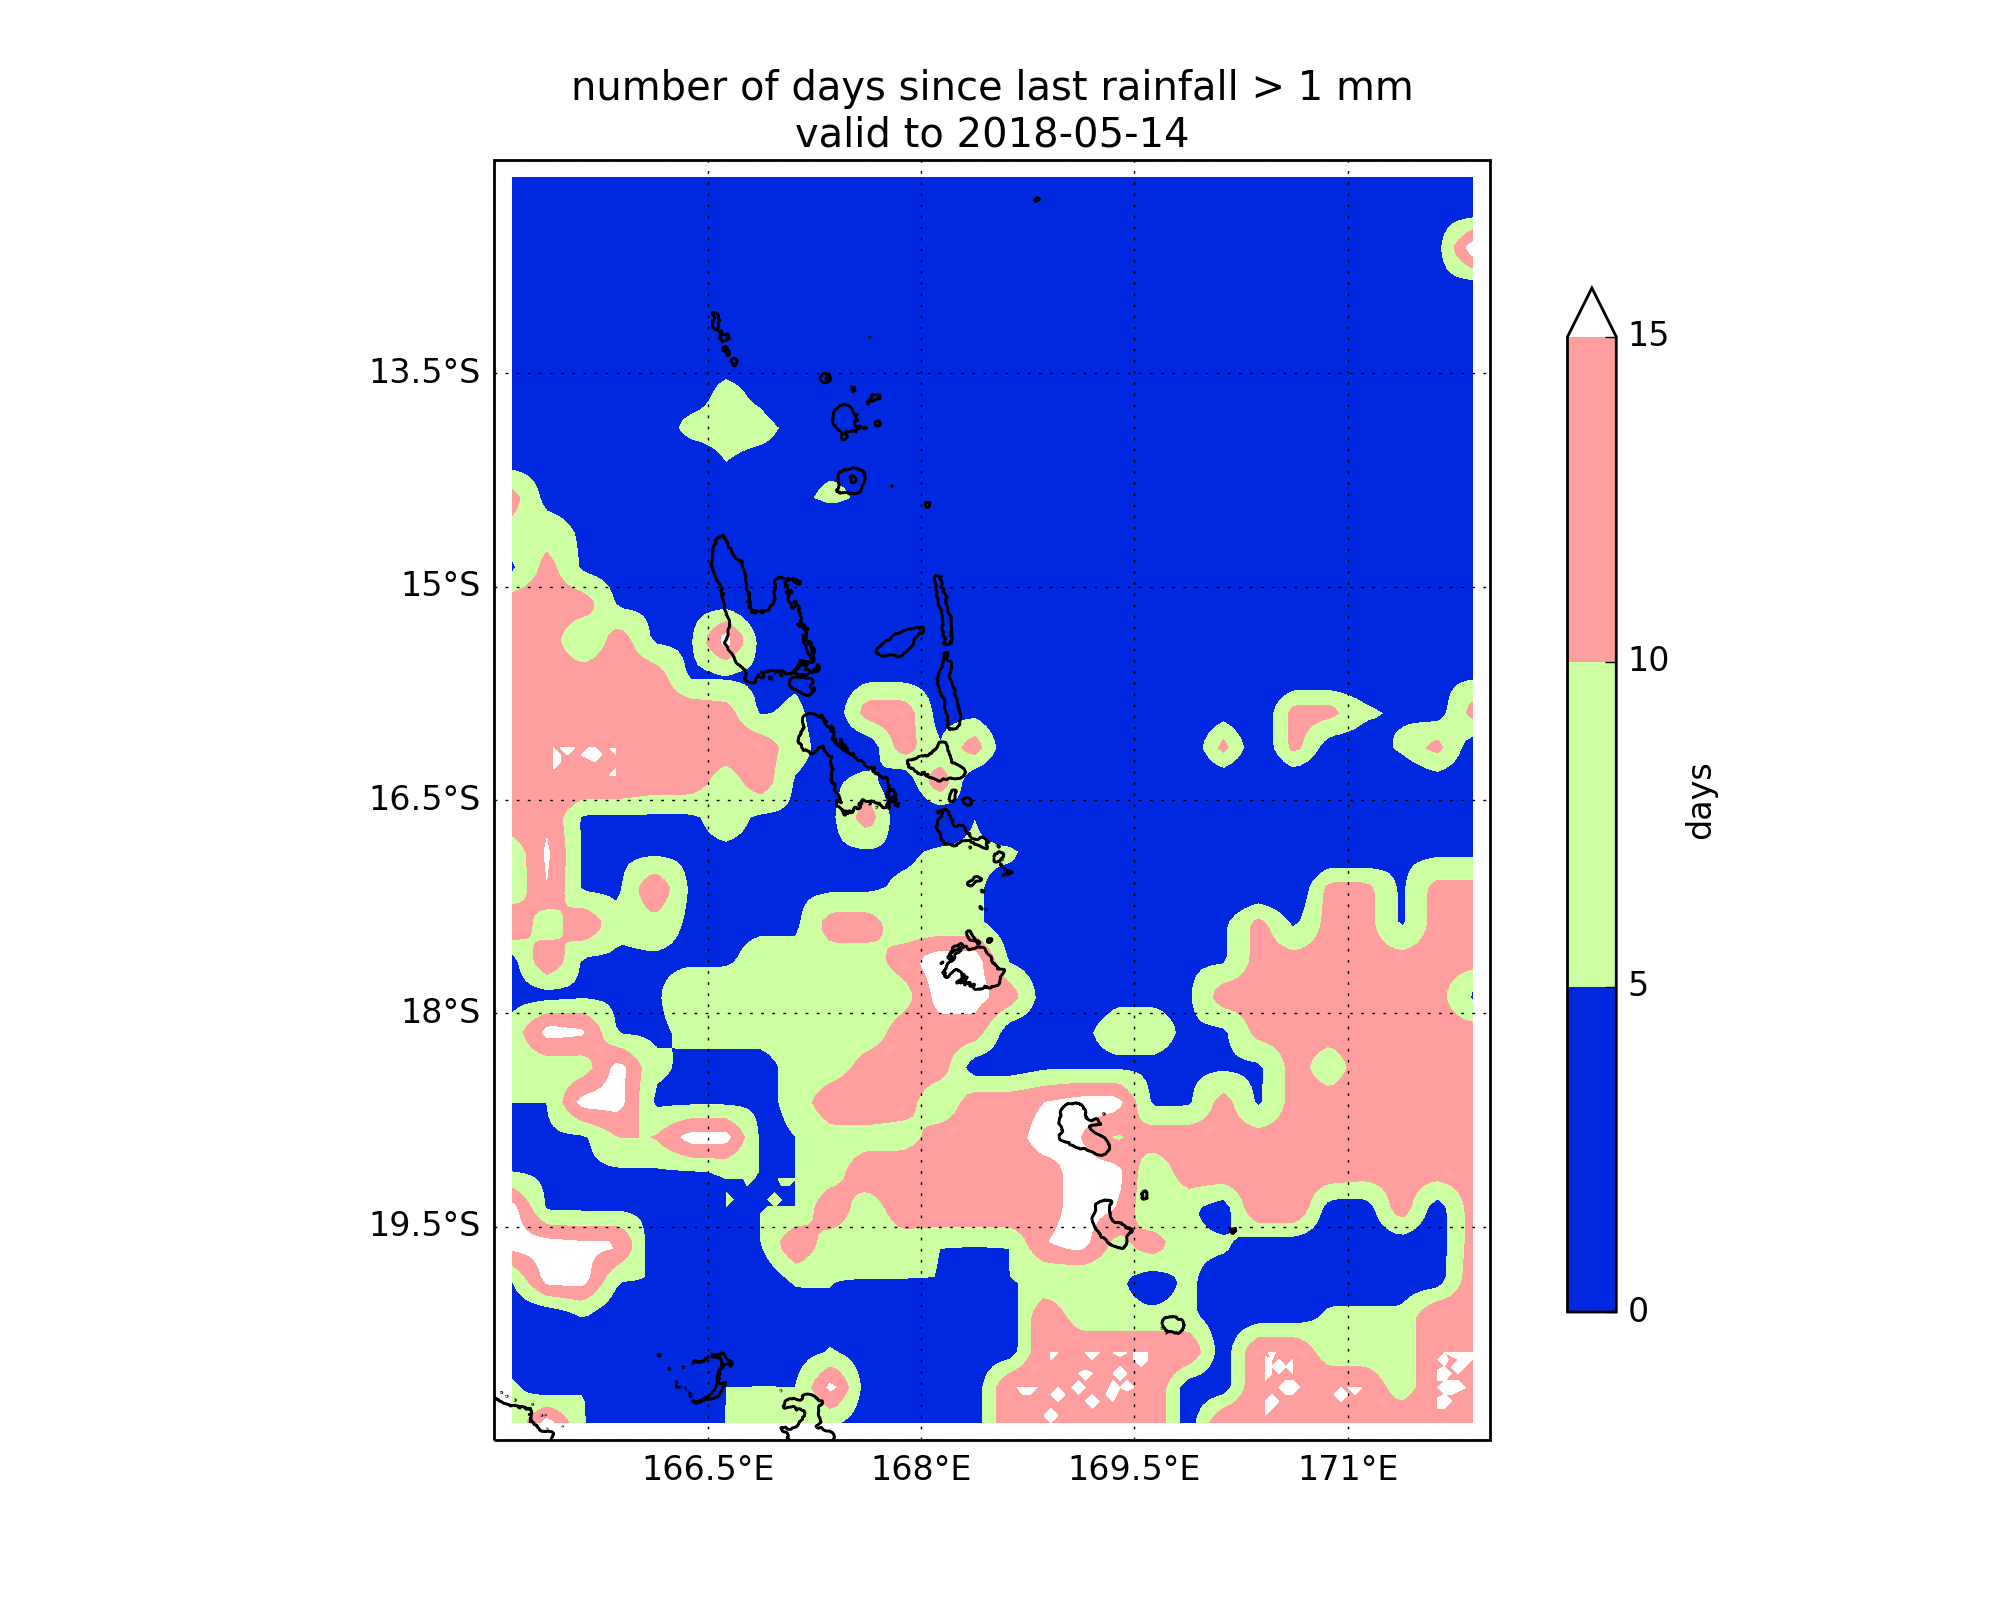 number of days since last rainfall > 1 mm
valid to 2018-05-14
13.5°S
15°S
16.5°S
18°S
19.5°S
166.5°E
168°E
169.5°E
171°E
15
10
5
0
days